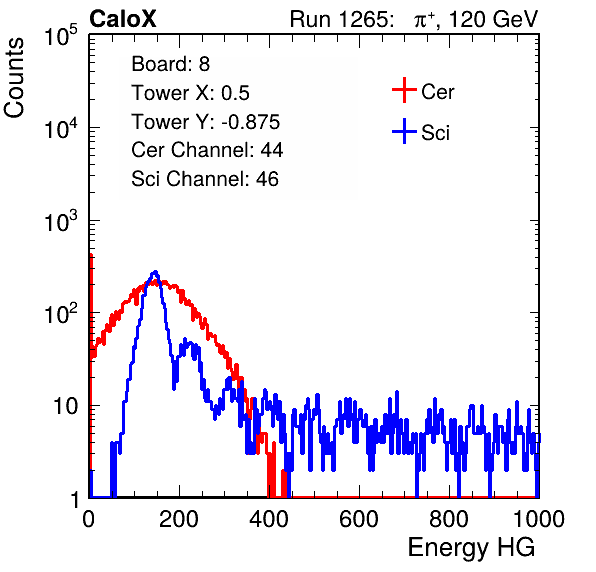 CaloX Run 1265: π⁺, 120 GeV
Counts
Board: 8
Tower X: 0.5
Tower Y: -0.875
Cer Channel: 44
Sci Channel: 46
Cer
Sci
10⁵
10⁴
10³
10²
10
1
0 200 400 600 800 1000
Energy HG